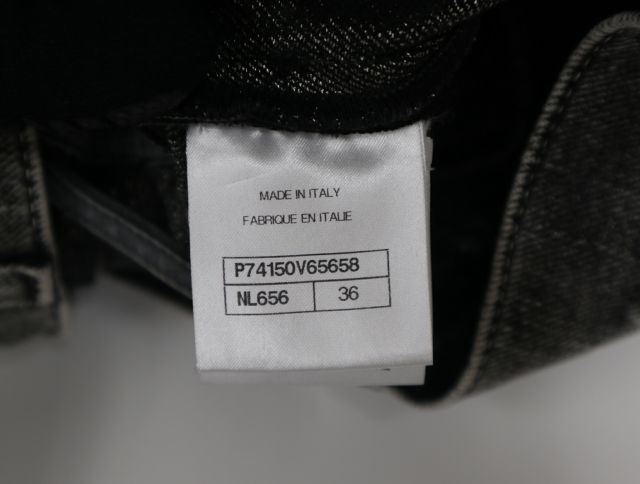 MADE IN ITALY
FABRIQUE EN ITALIE
P74150V65658
NL656 36